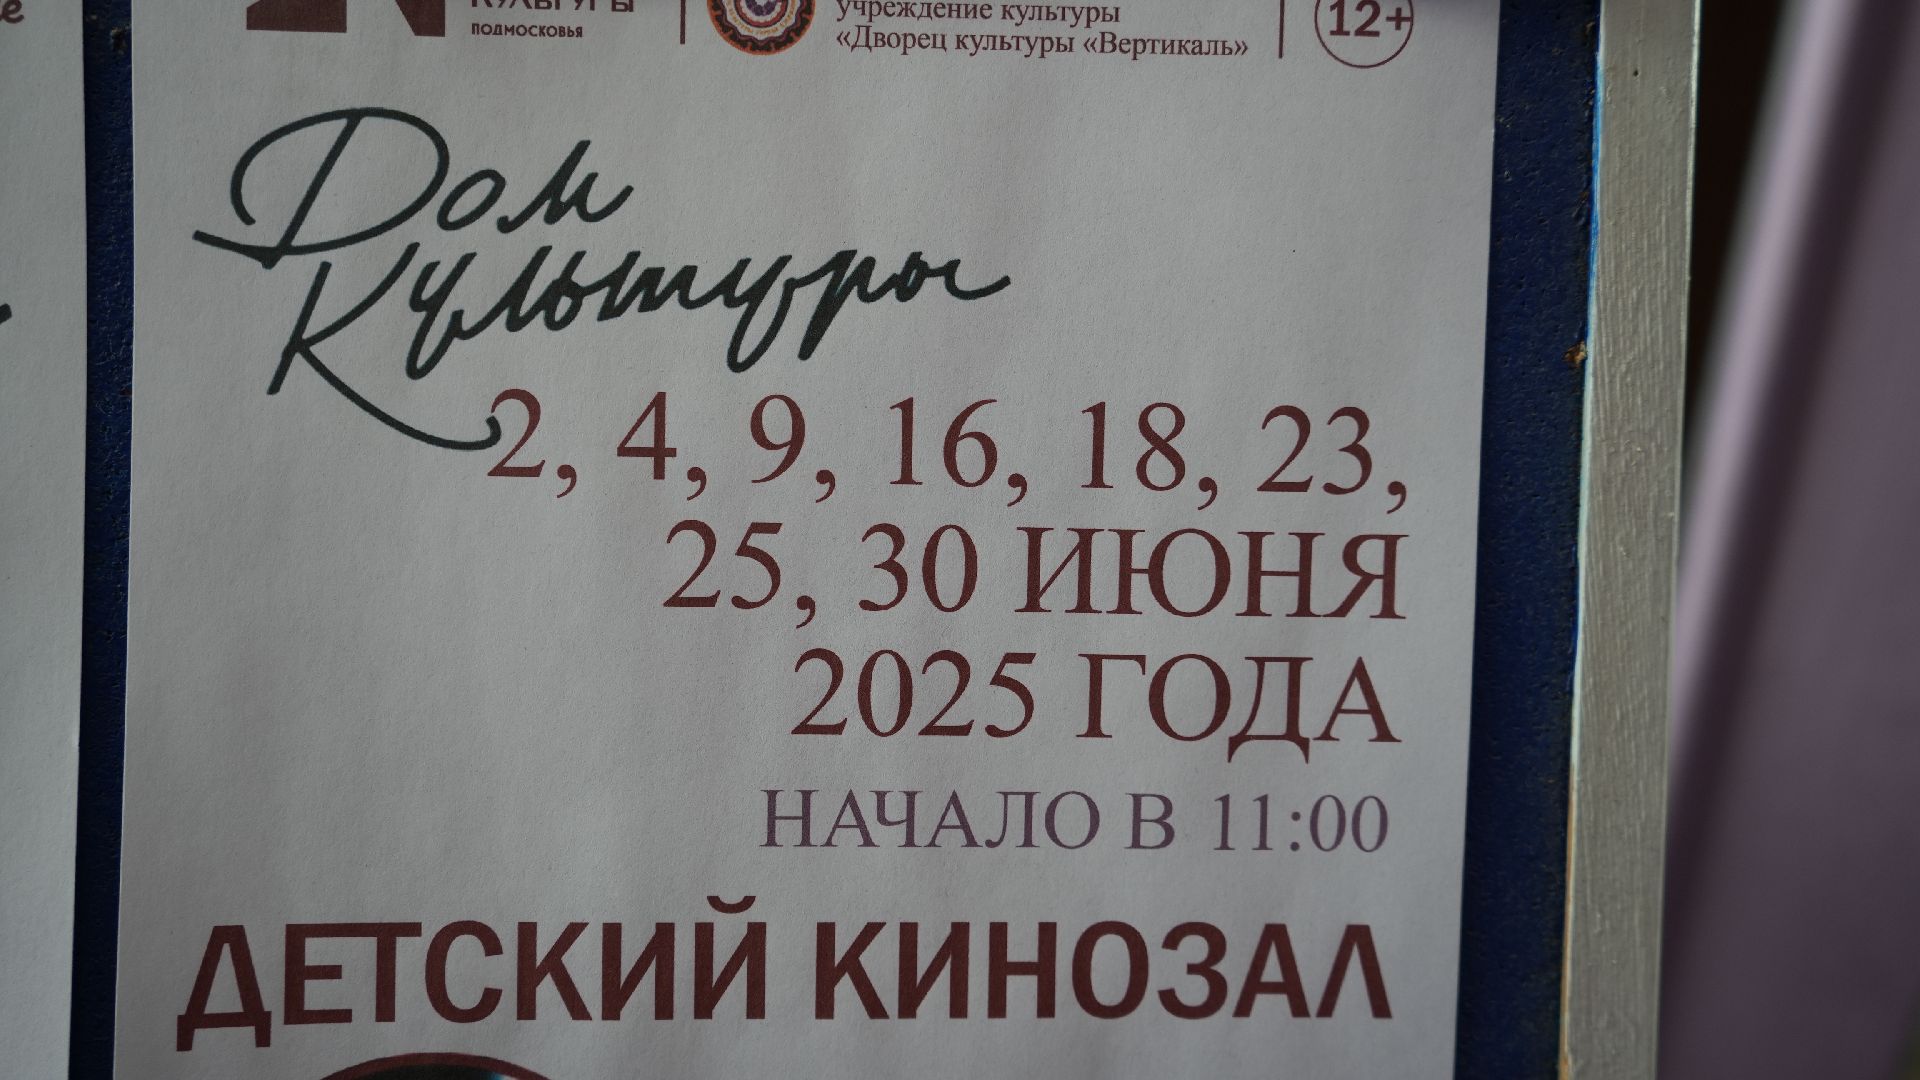 КУЛЬТУРЫ
ПОДМОСКОВЬЯ
учреждение культуры
«Дворец культуры «Вертикаль»
12+
Дом
Культуры
2, 4, 9, 16, 18, 23,
25, 30 ИЮНЯ
2025 ГОДА
НАЧАЛО В 11:00
ДЕТСКИЙ КИНОЗАЛ